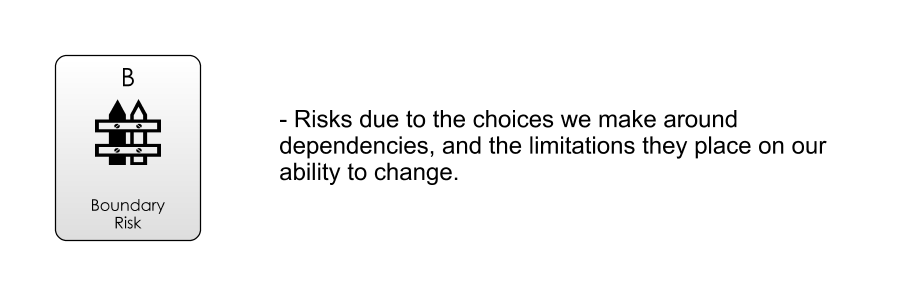 B
Boundary
Risk
- Risks due to the choices we make around
dependencies, and the limitations they place on our
ability to change.